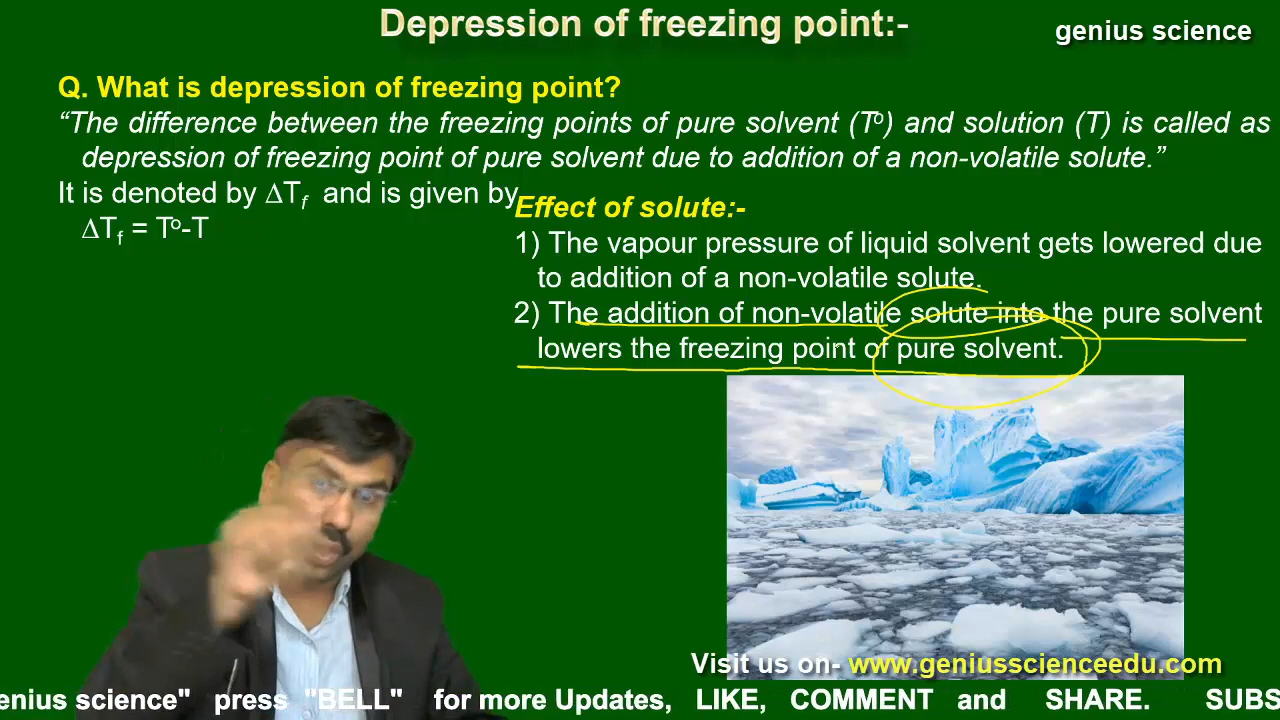 Depression of freezing point:-
genius science
Q. What is depression of freezing point?
“The difference between the freezing points of pure solvent (Tº) and solution (T) is called as
depression of freezing point of pure solvent due to addition of a non-volatile solute.”
It is denoted by ΔTf and is given by
ΔTf = Tº-T
Effect of solute:-
1) The vapour pressure of liquid solvent gets lowered due
to addition of a non-volatile solute.
2) The addition of non-volatile solute into the pure solvent
lowers the freezing point of pure solvent.
Visit us on- www.geniusscienceedu.com
enius science" press "BELL" for more Updates, LIKE, COMMENT and SHARE. SUBS